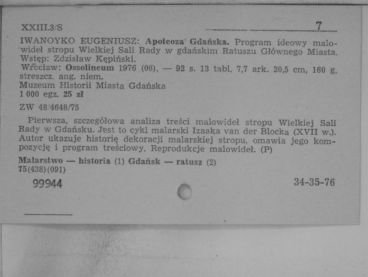 XXIII.3/S 7
IWANOYKO EUGENIUSZ: Apoteoza Gdańska. Program ideowy malo-
wideł stropu Wielkiej Sali Rady w gdańskim Ratuszu Głównego Miasta.
Wstęp: Zdzisław Kępiński.
Wrocław: Ossolineum 1976 (06), — 92 s. 13 tabl, 7,7 ark. 20,5 cm, 160 g.
streszcz. ang. niem.
Muzeum Historii Miasta Gdańska
1 000 egz. 25 zł
ZW 48/4648/75
Pierwsza, szczegółowa analiza treści malowideł stropu Wielkiej Sali
Rady w Gdańsku. Jest to cykl malarski Izaaka van der Blocka (XVII w.).
Autor ukazuje historię dekoracji malarskiej stropu, omawia jego kom-
pozycję i program treściowy. Reprodukcje malowideł. (P)
Malarstwo — historia (1) Gdańsk — ratusz (2)
75(438)(091)
99944 34-35-76